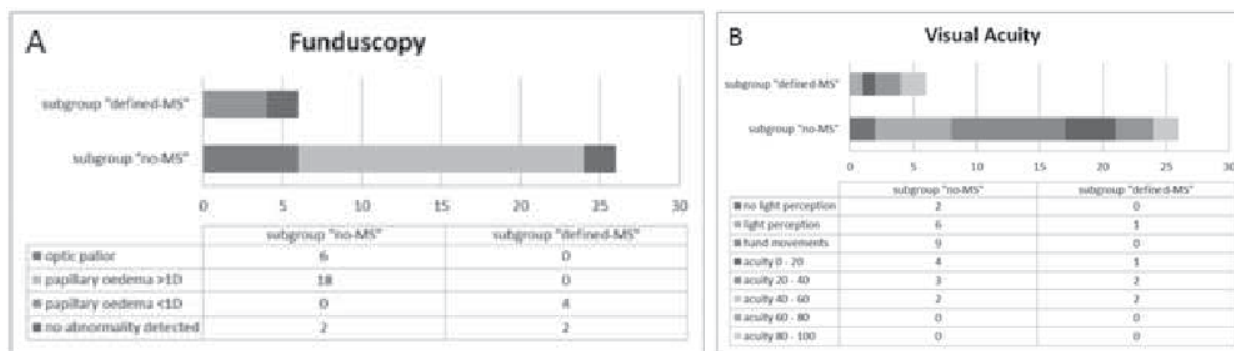 A
Funduscopy
subgroup "defined-MS"
subgroup "no-MS"
0 5 10 15 20 25 30
subgroup "no-MS" subgroup "defined-MS"
optic pallor 6 0
papillary oedema >1D 18 0
papillary oedema <1D 0 4
no abnormality detected 2 2
B
Visual Acuity
subgroup "defined-MS"
subgroup "no-MS"
0 5 10 15 20 25 30
subgroup "no-MS" subgroup "defined-MS"
no light perception 2 0
light perception 6 1
hand movements 9 0
acuity 0 - 20 4 1
acuity 20 - 40 3 2
acuity 40 - 60 2 2
acuity 60 - 80 0 0
acuity 80 - 100 0 0